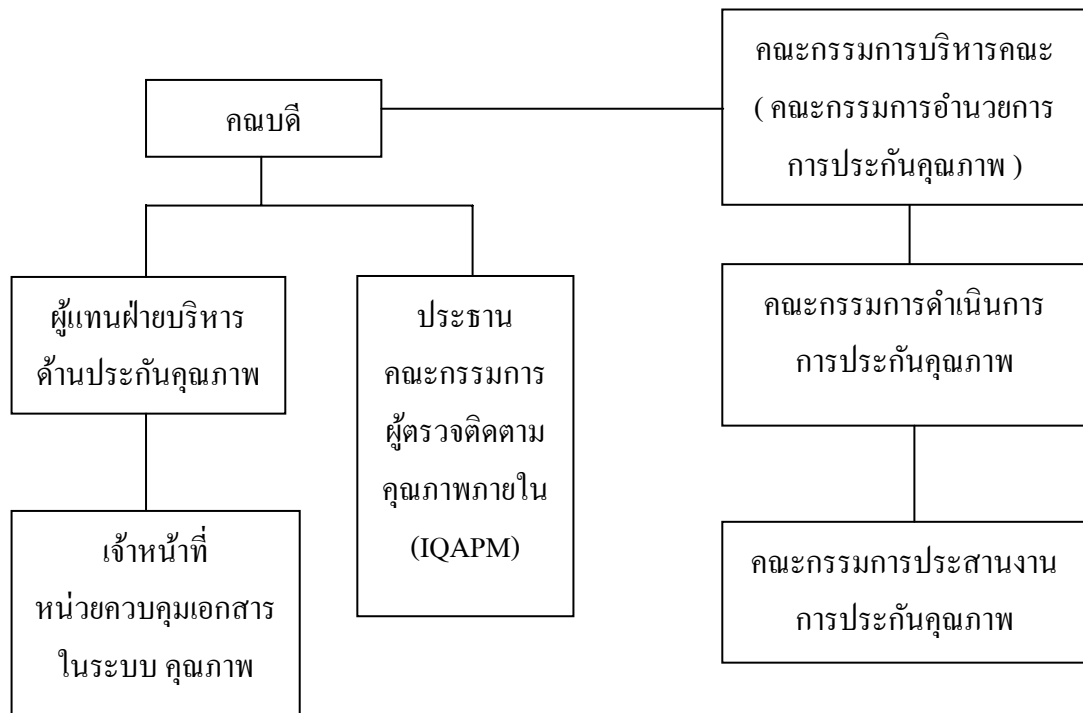 คณบดี
คณะกรรมการบริหารคณะ
( คณะกรรมการอำนวยการ
การประกันคุณภาพ )
ผู้แทนฝ่ายบริหาร
ด้านประกันคุณภาพ
ประธาน
คณะกรรมการ
ผู้ตรวจติดตาม
คุณภาพภายใน
(IQAPM)
คณะกรรมการดำเนินการ
การประกันคุณภาพ
เจ้าหน้าที่
หน่วยควบคุมเอกสาร
ในระบบ คุณภาพ
คณะกรรมการประสานงาน
การประกันคุณภาพ